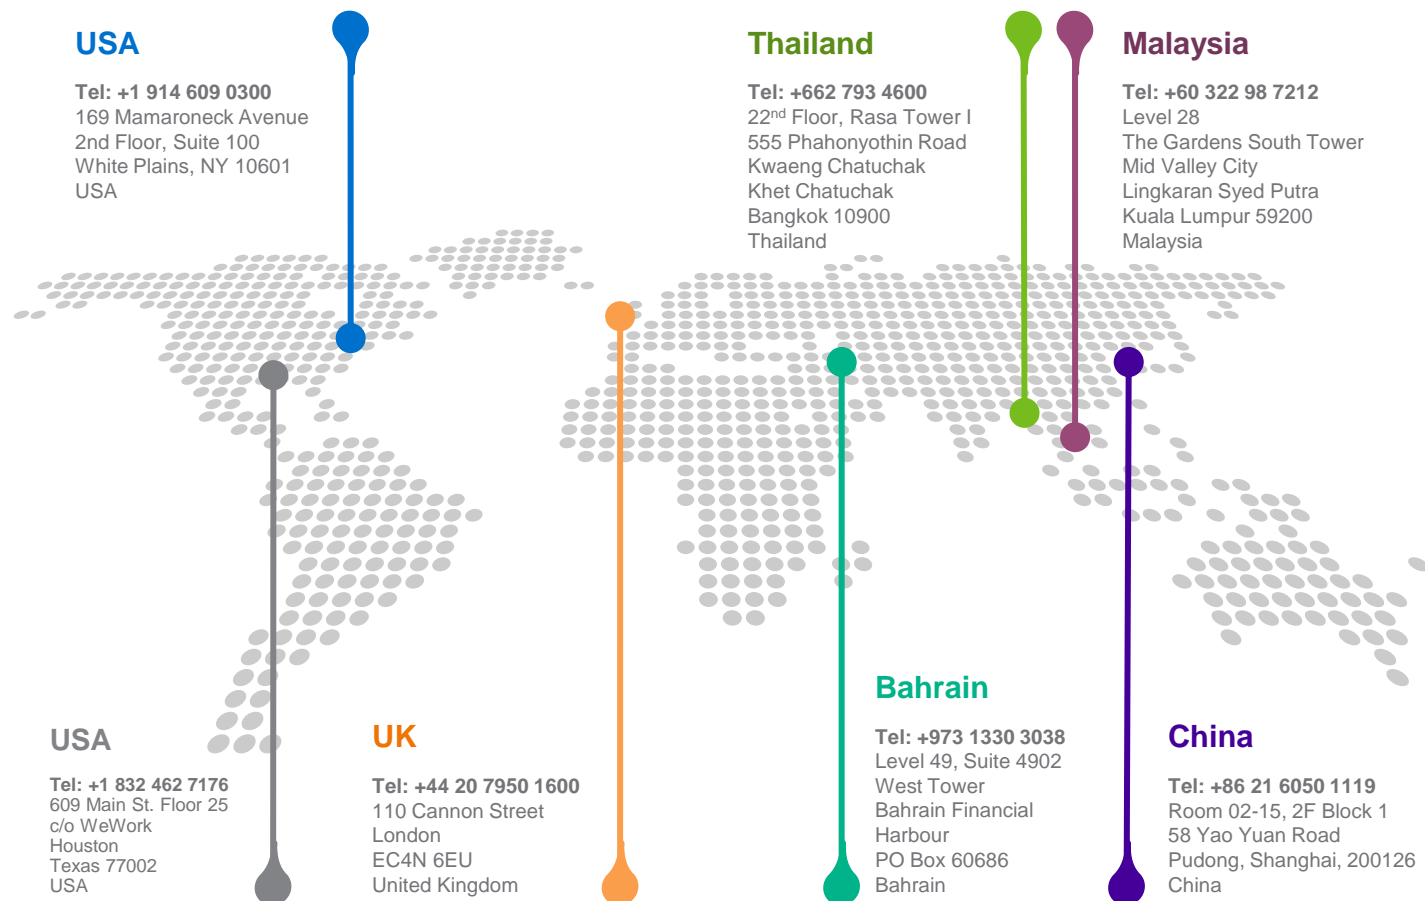 USA
Tel: +1 914 609 0300
169 Mamaroneck Avenue
2nd Floor, Suite 100
White Plains, NY 10601
USA
Thailand
Tel: +662 793 4600
22nd Floor, Rasa Tower I
555 Phahonyothin Road
Kwaeng Chatuchak
Khet Chatuchak
Bangkok 10900
Thailand
Malaysia
Tel: +60 322 98 7212
Level 28
The Gardens South Tower
Mid Valley City
Lingkaran Syed Putra
Kuala Lumpur 59200
Malaysia
USA
Tel: +1 832 462 7176
609 Main St. Floor 25
c/o WeWork
Houston
Texas 77002
USA
UK
Tel: +44 20 7950 1600
110 Cannon Street
London
EC4N 6EU
United Kingdom
Bahrain
Tel: +973 1330 3038
Level 49, Suite 4902
West Tower
Bahrain Financial
Harbour
PO Box 60686
Bahrain
China
Tel: +86 21 6050 1119
Room 02-15, 2F Block 1
58 Yao Yuan Road
Pudong, Shanghai, 200126
China